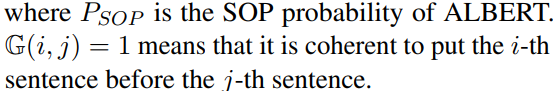 where P_SOP is the SOP probability of ALBERT.
𝔾(i, j) = 1 means that it is coherent to put the i-th
sentence before the j-th sentence.